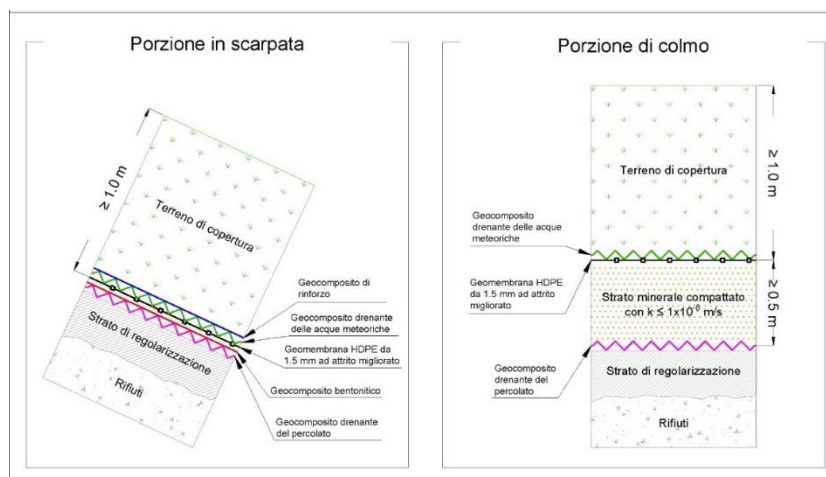 Porzione in scarpata
≥ 1.0 m
Terreno di copertura
Geocomposito di
rinforzo
Geocomposito drenante
delle acque meteoriche
Geomembrana HDPE da
1.5 mm ad attrito migliorato
Geocomposito bentonitico
Geocomposito drenante
del percolato
Strato di regolarizzazione
Rifiuti
Porzione di colmo
≥ 1.0 m
Terreno di copertura
Geocomposito
drenante delle acque
meteoriche
Geomembrana HDPE
da 1.5 mm ad attrito
migliorato
Strato minerale compattato
con k ≤ 1x10⁻⁸ m/s
≥ 0.5 m
Geocomposito
drenante del
percolato
Strato di regolarizzazione
Rifiuti